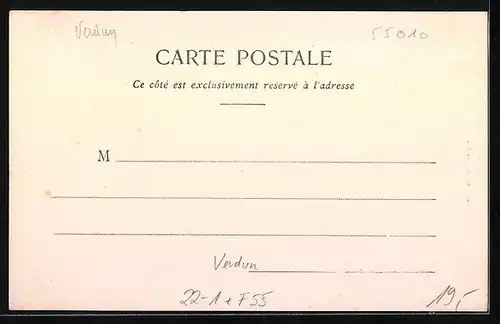 Verdun 55010
CARTE POSTALE
Ce côté est exclusivement reservé à l'adresse
M
Verdun
22-1 e F55 19,-